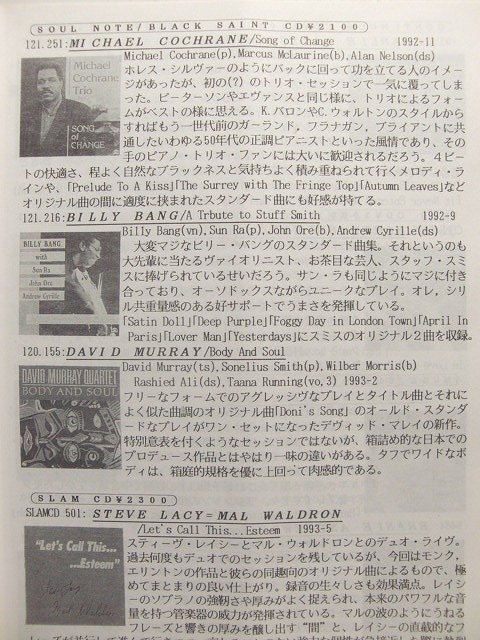 SOUL NOTE/BLACK SAINT CD¥2100
121.251:MICHAEL COCHRANE/Song of Change 1992-11
Michael Cochrane(p),Marcus McLaurine(b),Alan Nelson(ds)
Michael
Cochrane
Trio
SONG
of
CHANGE
ホレス・シルヴァーのようにバックに回って功を立てる人のイメー
ジがあったが、初の(?)のトリオ・セッションで一気に覆ってしま
った。ピーターソンやエヴァンスと同じ様に、トリオによるフォー
ムがベストの様に思える。K.バロンやC.ウォルトンのスタイルから
すればもう一世代前のガーランド，フラナガン，ブライアントに共
通したいわゆる50年代の正調ピアニストといった風情であり、その
手のピアノ・トリオ・ファンには大いに歓迎されるだろう。4ビー
トの快適さ、程よく自然なブラックネスと気持ちよく積み重ねられて行くメロディ・ラ
インや、「Prelude To A Kiss」「The Surrey with The Fringe Top」「Autumn Leaves」など
オリジナル曲の間に適度に挟まれたスタンダード曲にも好感が持てる。
121.216:BILLY BANG/A Trbute to Stuff Smith 1992-9
Billy Bang(vn),Sun Ra(p),John Ore(b),Andrew Cyrille(ds)
BILLY BANG
with
Sun Ra
John Ore
Andrew Cyrille
大変マジなビリー・バングのスタンダード曲集。それというのも
大先輩に当たるヴァイオリニスト、お茶目な芸人、スタッフ・スミ
スに捧げられているせいだろう。サン・ラも同じようにマジに付き
合っており、オーソドックスながらユニークなプレイ。オレ，シリ
ル共重量感のある好サポートでうまさを発揮している。
「Satin Doll」「Deep Purple」「Foggy Day in London Town」「April In
Paris」「Lover Man」「Yesterdays」にスミスのオリジナル2曲を収録。
120.155:DAVID MURRAY/Body And Soul
David Murray(ts),Sonelius Smith(p),Wilber Morris(b)
Rashied Ali(ds),Taana Running(vo,3) 1993-2
DAVID MURRAY QUARTET
BODY AND SOUL
フリーなフォームでのアグレッシヴなプレイとタイトル曲とそれに
よく似た曲調のオリジナル曲「Doni's Song」のオールド・スタンダ
ードなプレイがワン・セットになったデヴィッド・マレイの新作。
特別意表を付くようなセッションではないが、箱詰め的な日本での
プロデュース作品とはやはり一味の違いがある。タフでワイドなボ
ディは、箱庭的規格を優に上回って肉感的である。
SLAM CD¥2300
SLAMCD 501: STEVE LACY=MAL WALDRON
/Let's Call This...Esteem 1993-5
"Let's Call This...
...Esteem"
スティーヴ・レイシーとマル・ウォルドロンとのデュオ・ライヴ。
過去何度もデュオでのセッションを残しているが、今回はモンク，
エリントンの作品と彼らの同趣向のオリジナル曲によるもので、極
めてまとまりの良い仕上がり。録音の生々しさも効果満点。レイシ
ーのソプラノの強靭さや厚みがよく捉えられ、本来のパワフルな音
量を持つ管楽器の威力が発揮されている。マルの波のようにうねる
フレーズと響きの厚みを醸し出す"間"と、レイシーの直截的なフ